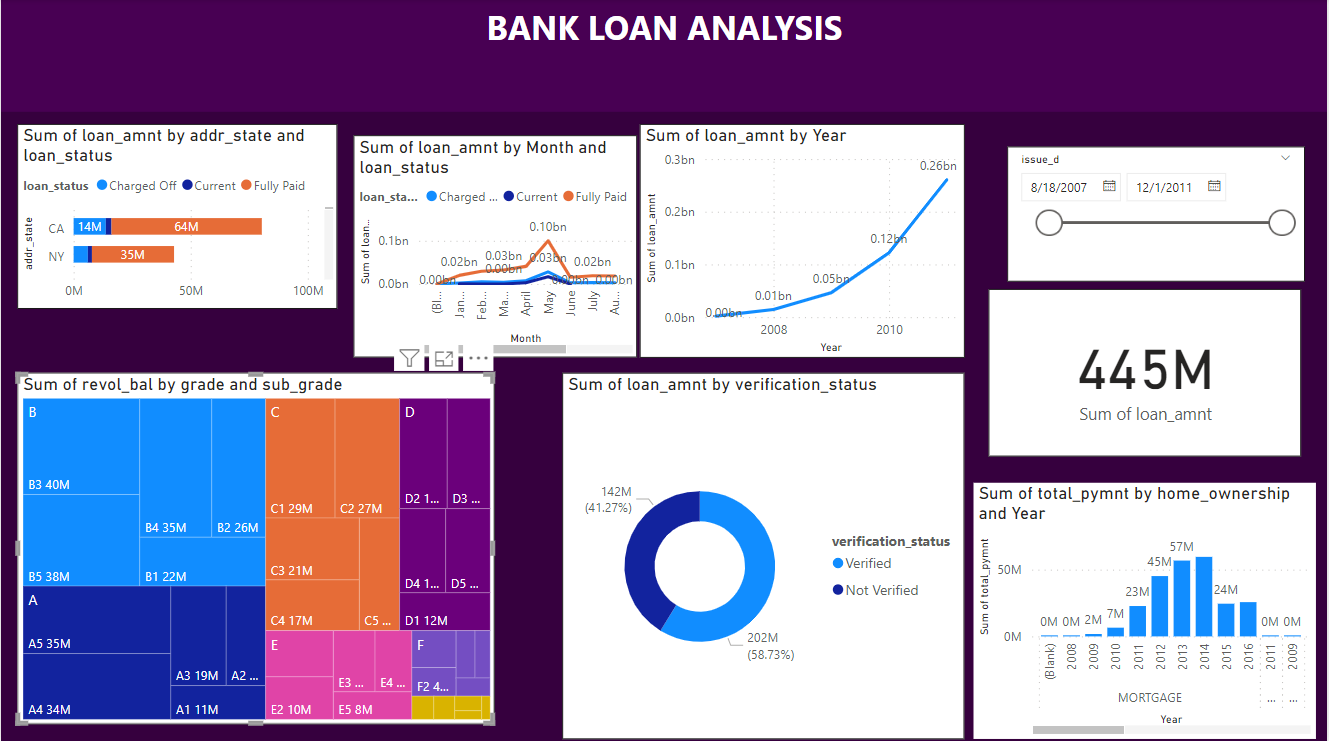 BANK LOAN ANALYSIS
Sum of loan_amnt by addr_state and
loan_status
loan_status Charged Off Current Fully Paid
addr_state
CA 14M 64M
NY 35M
0M 50M 100M
Sum of loan_amnt by Month and
loan_status
loan_sta... Charged ... Current Fully Paid
Sum of loan...
0.1bn
0.0bn
0.00bn 0.02bn 0.03bn 0.00bn 0.10bn 0.03bn 0.00bn 0.02bn 0.00bn
(Bl... Jan... Feb... Ma... April May June July Au...
Month
Sum of loan_amnt by Year
Sum of loan_amnt
0.3bn
0.2bn
0.1bn
0.0bn
0.00bn 0.01bn 0.05bn 0.12bn 0.26bn
2008 2010
Year
issue_d
8/18/2007 12/1/2011
445M
Sum of loan_amnt
Sum of revol_bal by grade and sub_grade
B
B3 40M
B5 38M
B4 35M
B2 26M
B1 22M
A
A5 35M
A4 34M
A3 19M
A2 ...
A1 11M
C
C1 29M
C2 27M
C3 21M
C4 17M
C5 ...
D
D2 1...
D3 ...
D4 1...
D5 ...
D1 12M
E
E2 10M
E3 ...
E4 ...
E5 8M
F
F2 4...
Sum of loan_amnt by verification_status
142M
(41.27%)
202M
(58.73%)
verification_status
Verified
Not Verified
Sum of total_pymnt by home_ownership
and Year
Sum of total_pymnt
50M
0M
0M 0M 2M 7M 23M 45M 57M 24M 0M 0M
(Blank) 2008 2009 2010 2011 2012 2013 2014 2015 2016 2011 2009
MORTGAGE ... ...
Year